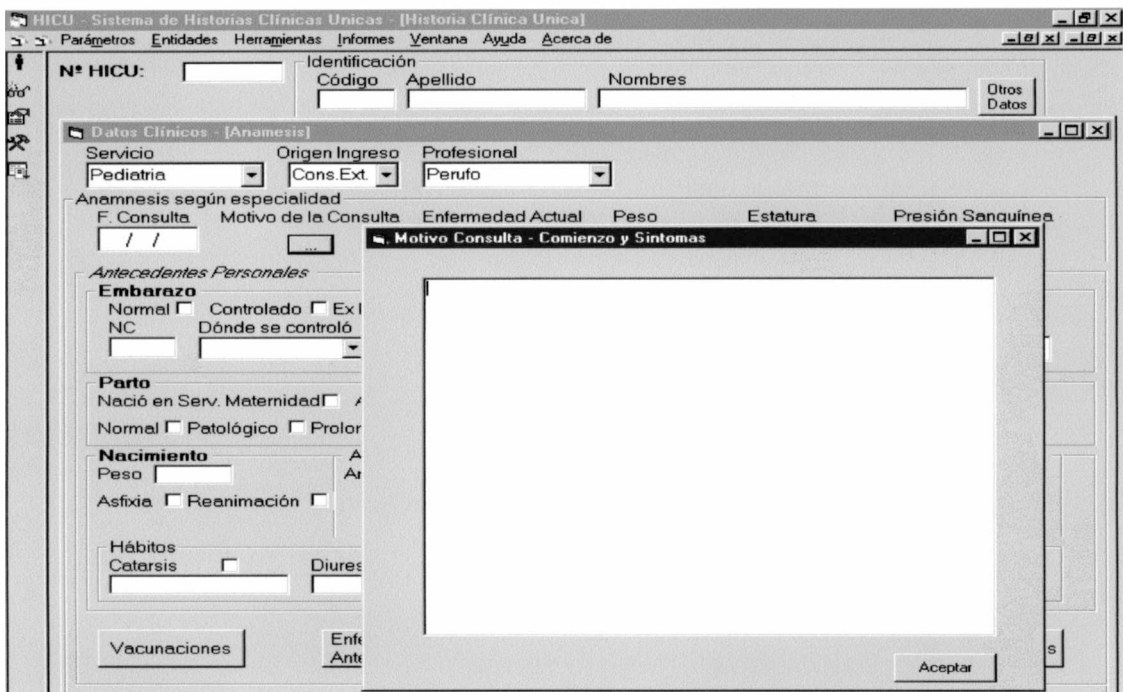 HICU - Sistema de Historias Clínicas Unicas - [Historia Clínica Unica]
Parámetros Entidades Herramientas Informes Ventana Ayuda Acerca de
Nº HICU:
Identificación
Código Apellido Nombres
Otros
Datos
Datos Clínicos - [Anamesis]
Servicio Origen Ingreso Profesional
Pediatria Cons.Ext. Perufo
Anamnesis según especialidad
F. Consulta Motivo de la Consulta Enfermedad Actual Peso Estatura Presión Sanguínea
/ / ...
Motivo Consulta - Comienzo y Sintomas
Antecedentes Personales
Embarazo
Normal Controlado Ex
NC Dónde se controló
Parto
Nació en Serv. Maternidad
Normal Patológico Prolon
Nacimiento A
Peso
Asfixia Reanimación
Hábitos
Catarsis Diures
Vacunaciones
Enfe
Ante
s
Aceptar